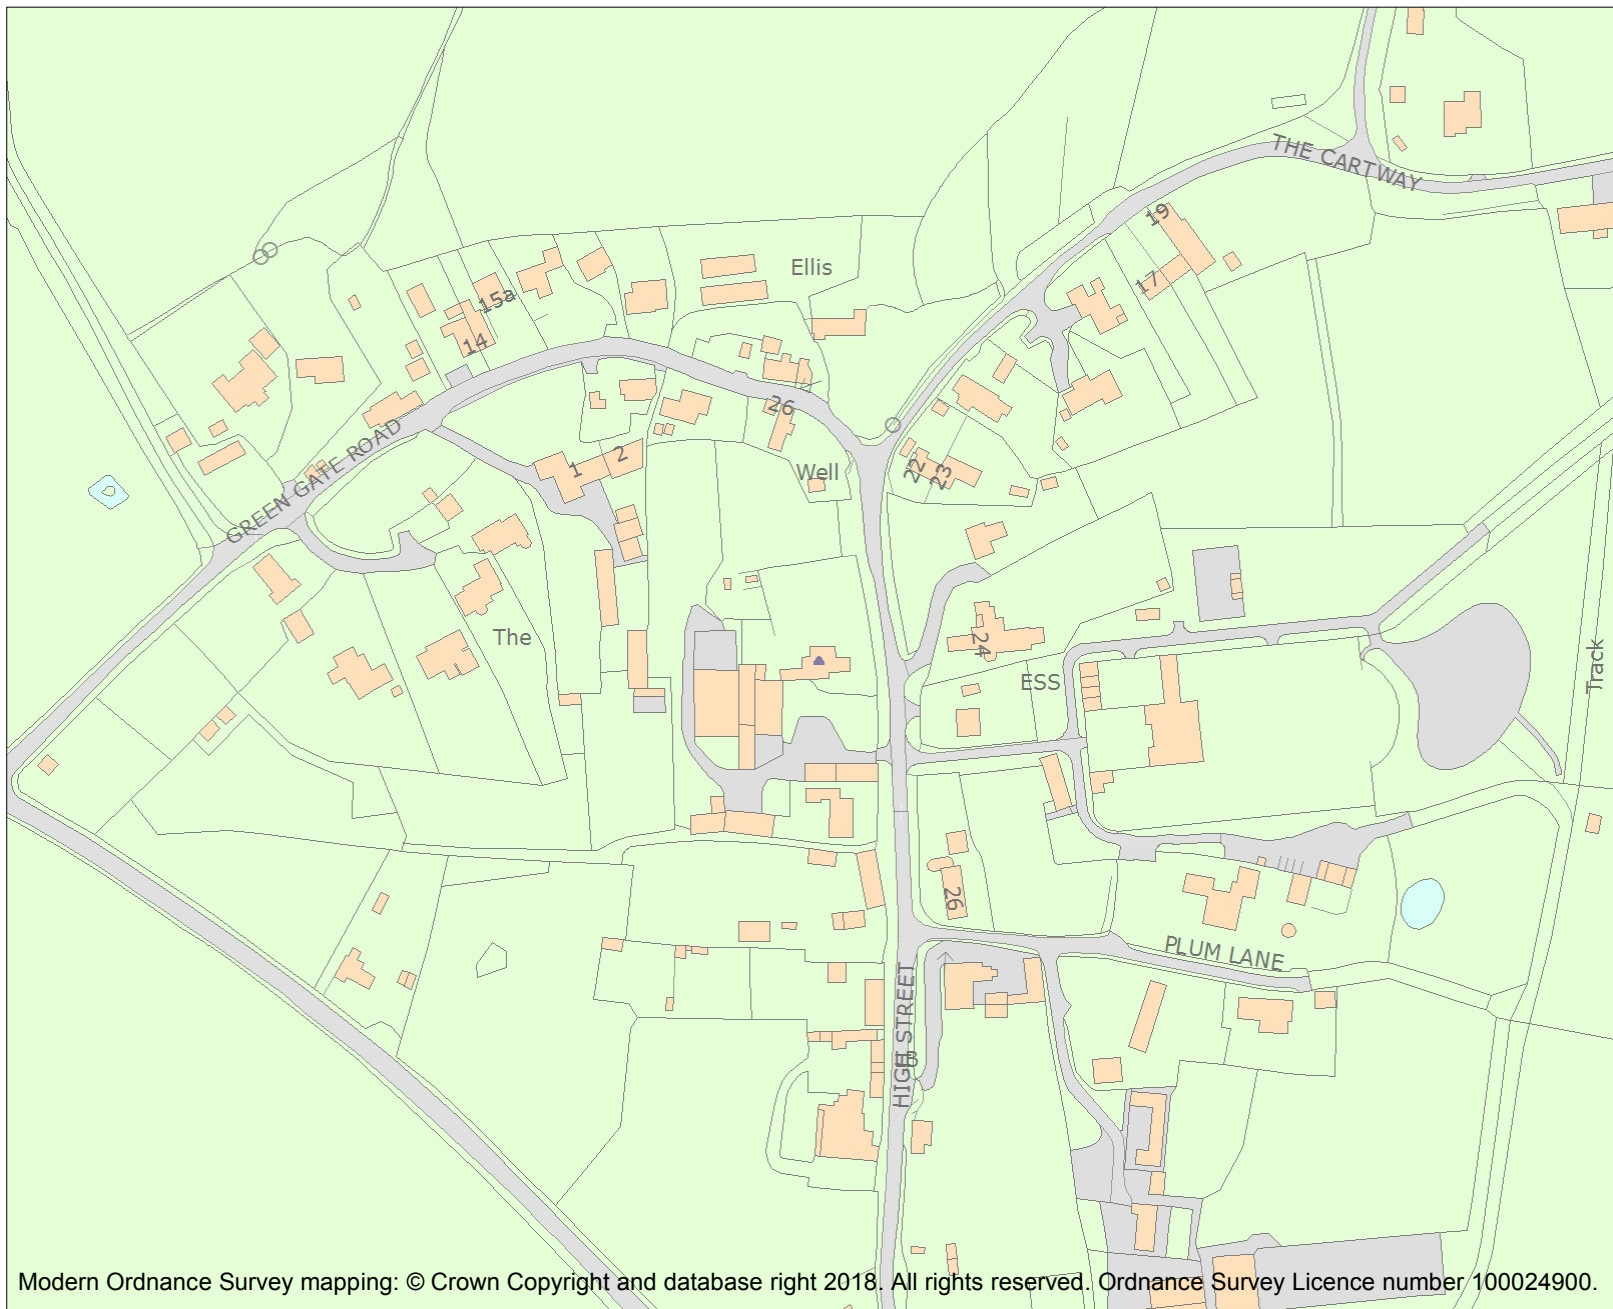 THE CARTWAY
19
Ellis
17
15a
14
26
GREEN GATE ROAD
2
1
Well
22
23
The
24
ESS
Track
26
PLUM LANE
HIGH STREET
Modern Ordnance Survey mapping: © Crown Copyright and database right 2018. All rights reserved. Ordnance Survey Licence number 100024900.